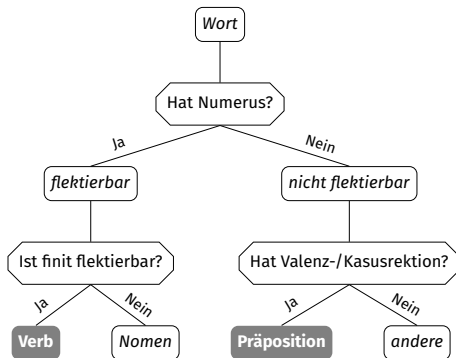 Wort
Hat Numerus?
Ja
Nein
flektierbar
nicht flektierbar
Ist finit flektierbar?
Hat Valenz-/Kasusrektion?
Ja
Nein
Ja
Nein
Verb
Nomen
Präposition
andere